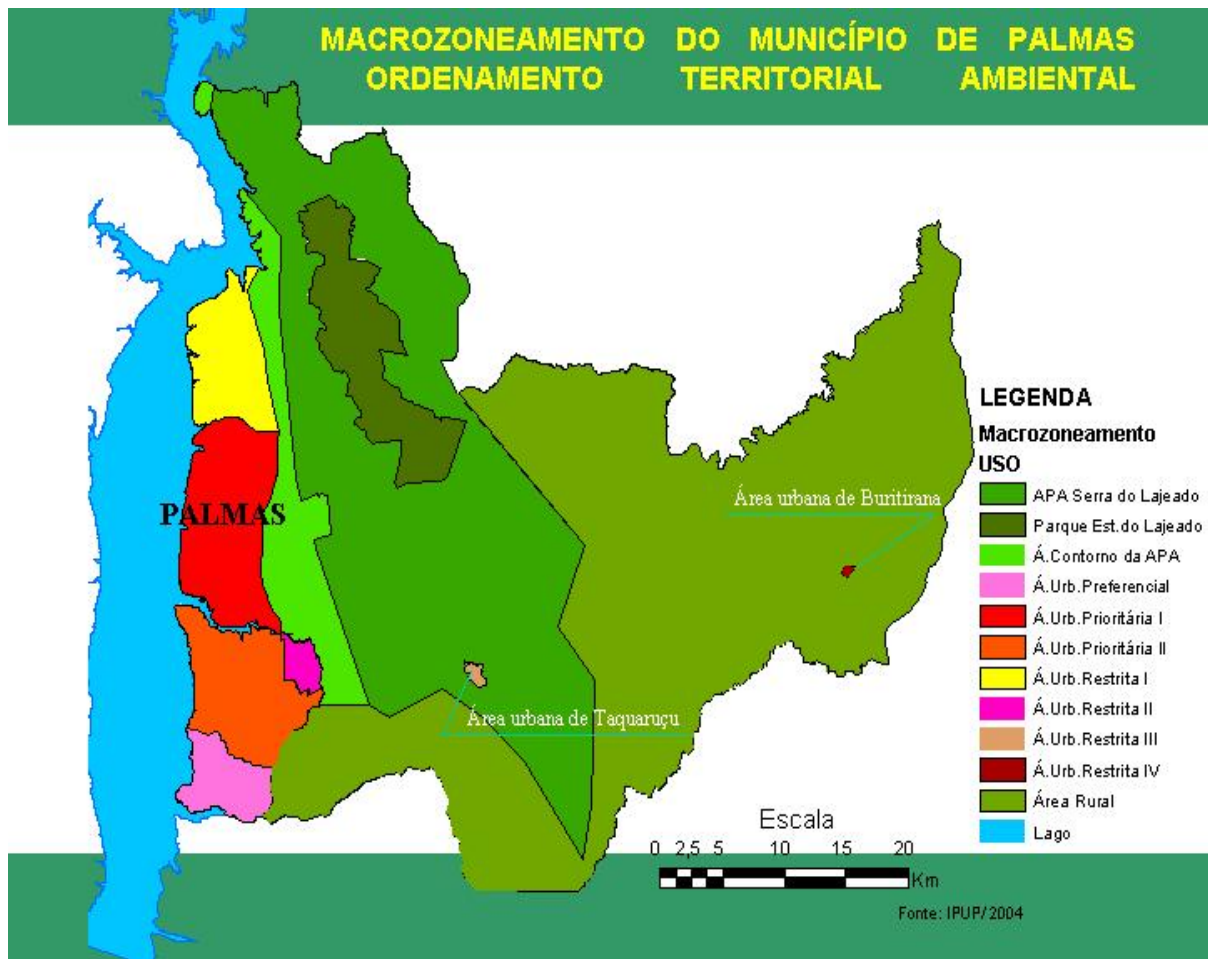 MACROZONEAMENTO DO MUNICÍPIO DE PALMAS
ORDENAMENTO TERRITORIAL AMBIENTAL
PALMAS
Área urbana de Buritirana
Área urbana de Taquaruçu
LEGENDA
Macrozoneamento
USO
APA Serra do Lajeado
Parque Est.do Lajeado
Á.Contorno da APA
Á.Urb.Preferencial
Á.Urb.Prioritária I
Á.Urb.Prioritária II
Á.Urb.Restrita I
Á.Urb.Restrita II
Á.Urb.Restrita III
Á.Urb.Restrita IV
Área Rural
Lago
Escala
0 2,5 5 10 15 20
Km
Fonte: IPUP/2004